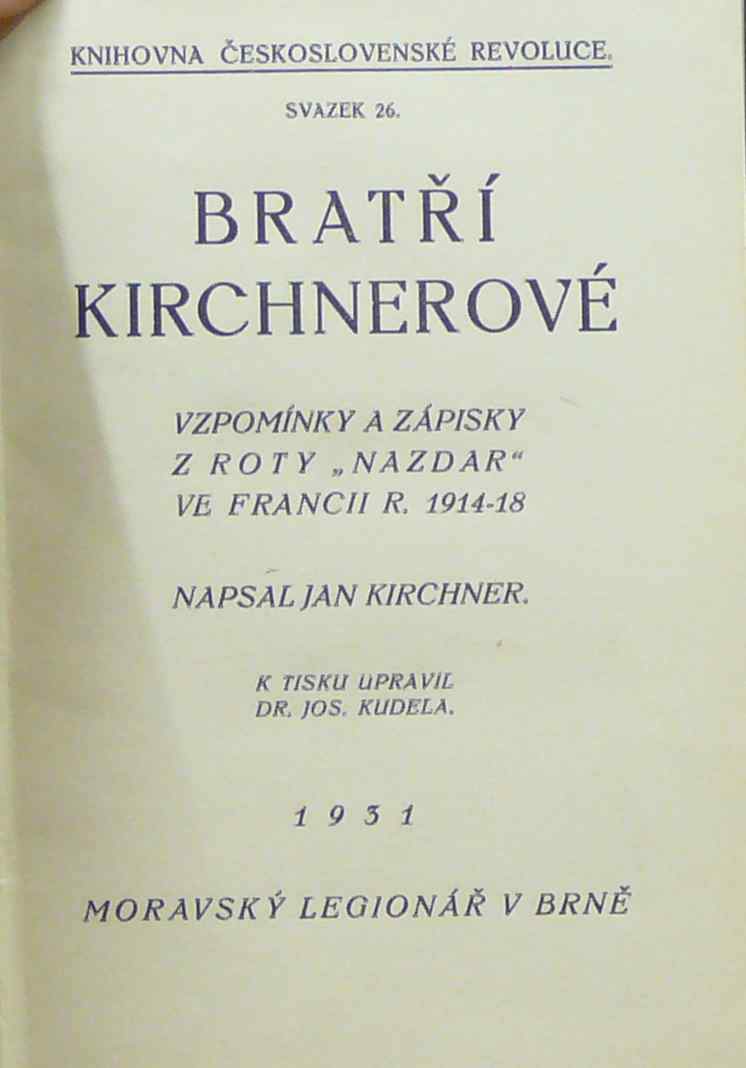 KNIHOVNA ČESKOSLOVENSKÉ REVOLUCE.
SVAZEK 26.
BRATŘÍ
KIRCHNEROVÉ
VZPOMÍNKY A ZÁPISKY
Z ROTY „NAZDAR“
VE FRANCII R. 1914-18
NAPSAL JAN KIRCHNER.
K TISKU UPRAVIL
DR. JOS. KUDELA.
1931
MORAVSKÝ LEGIONÁŘ V BRNĚ